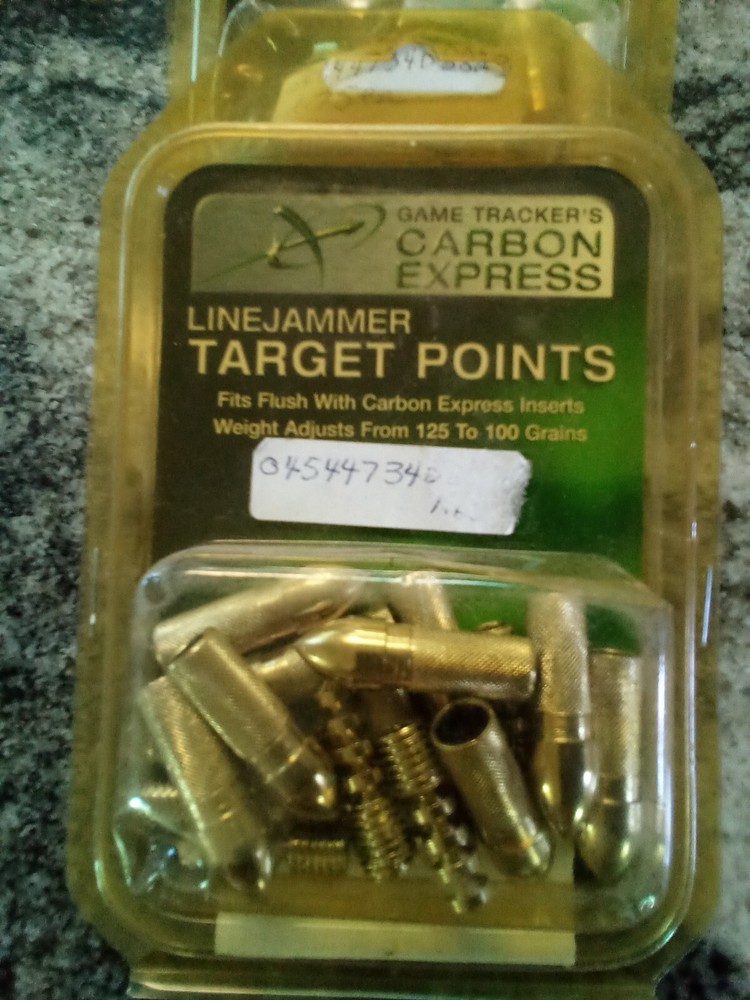 GAME TRACKER'S
CARBON
EXPRESS
LINEJAMMER
TARGET POINTS
Fits Flush With Carbon Express Inserts
Weight Adjusts From 125 To 100 Grains
045447340